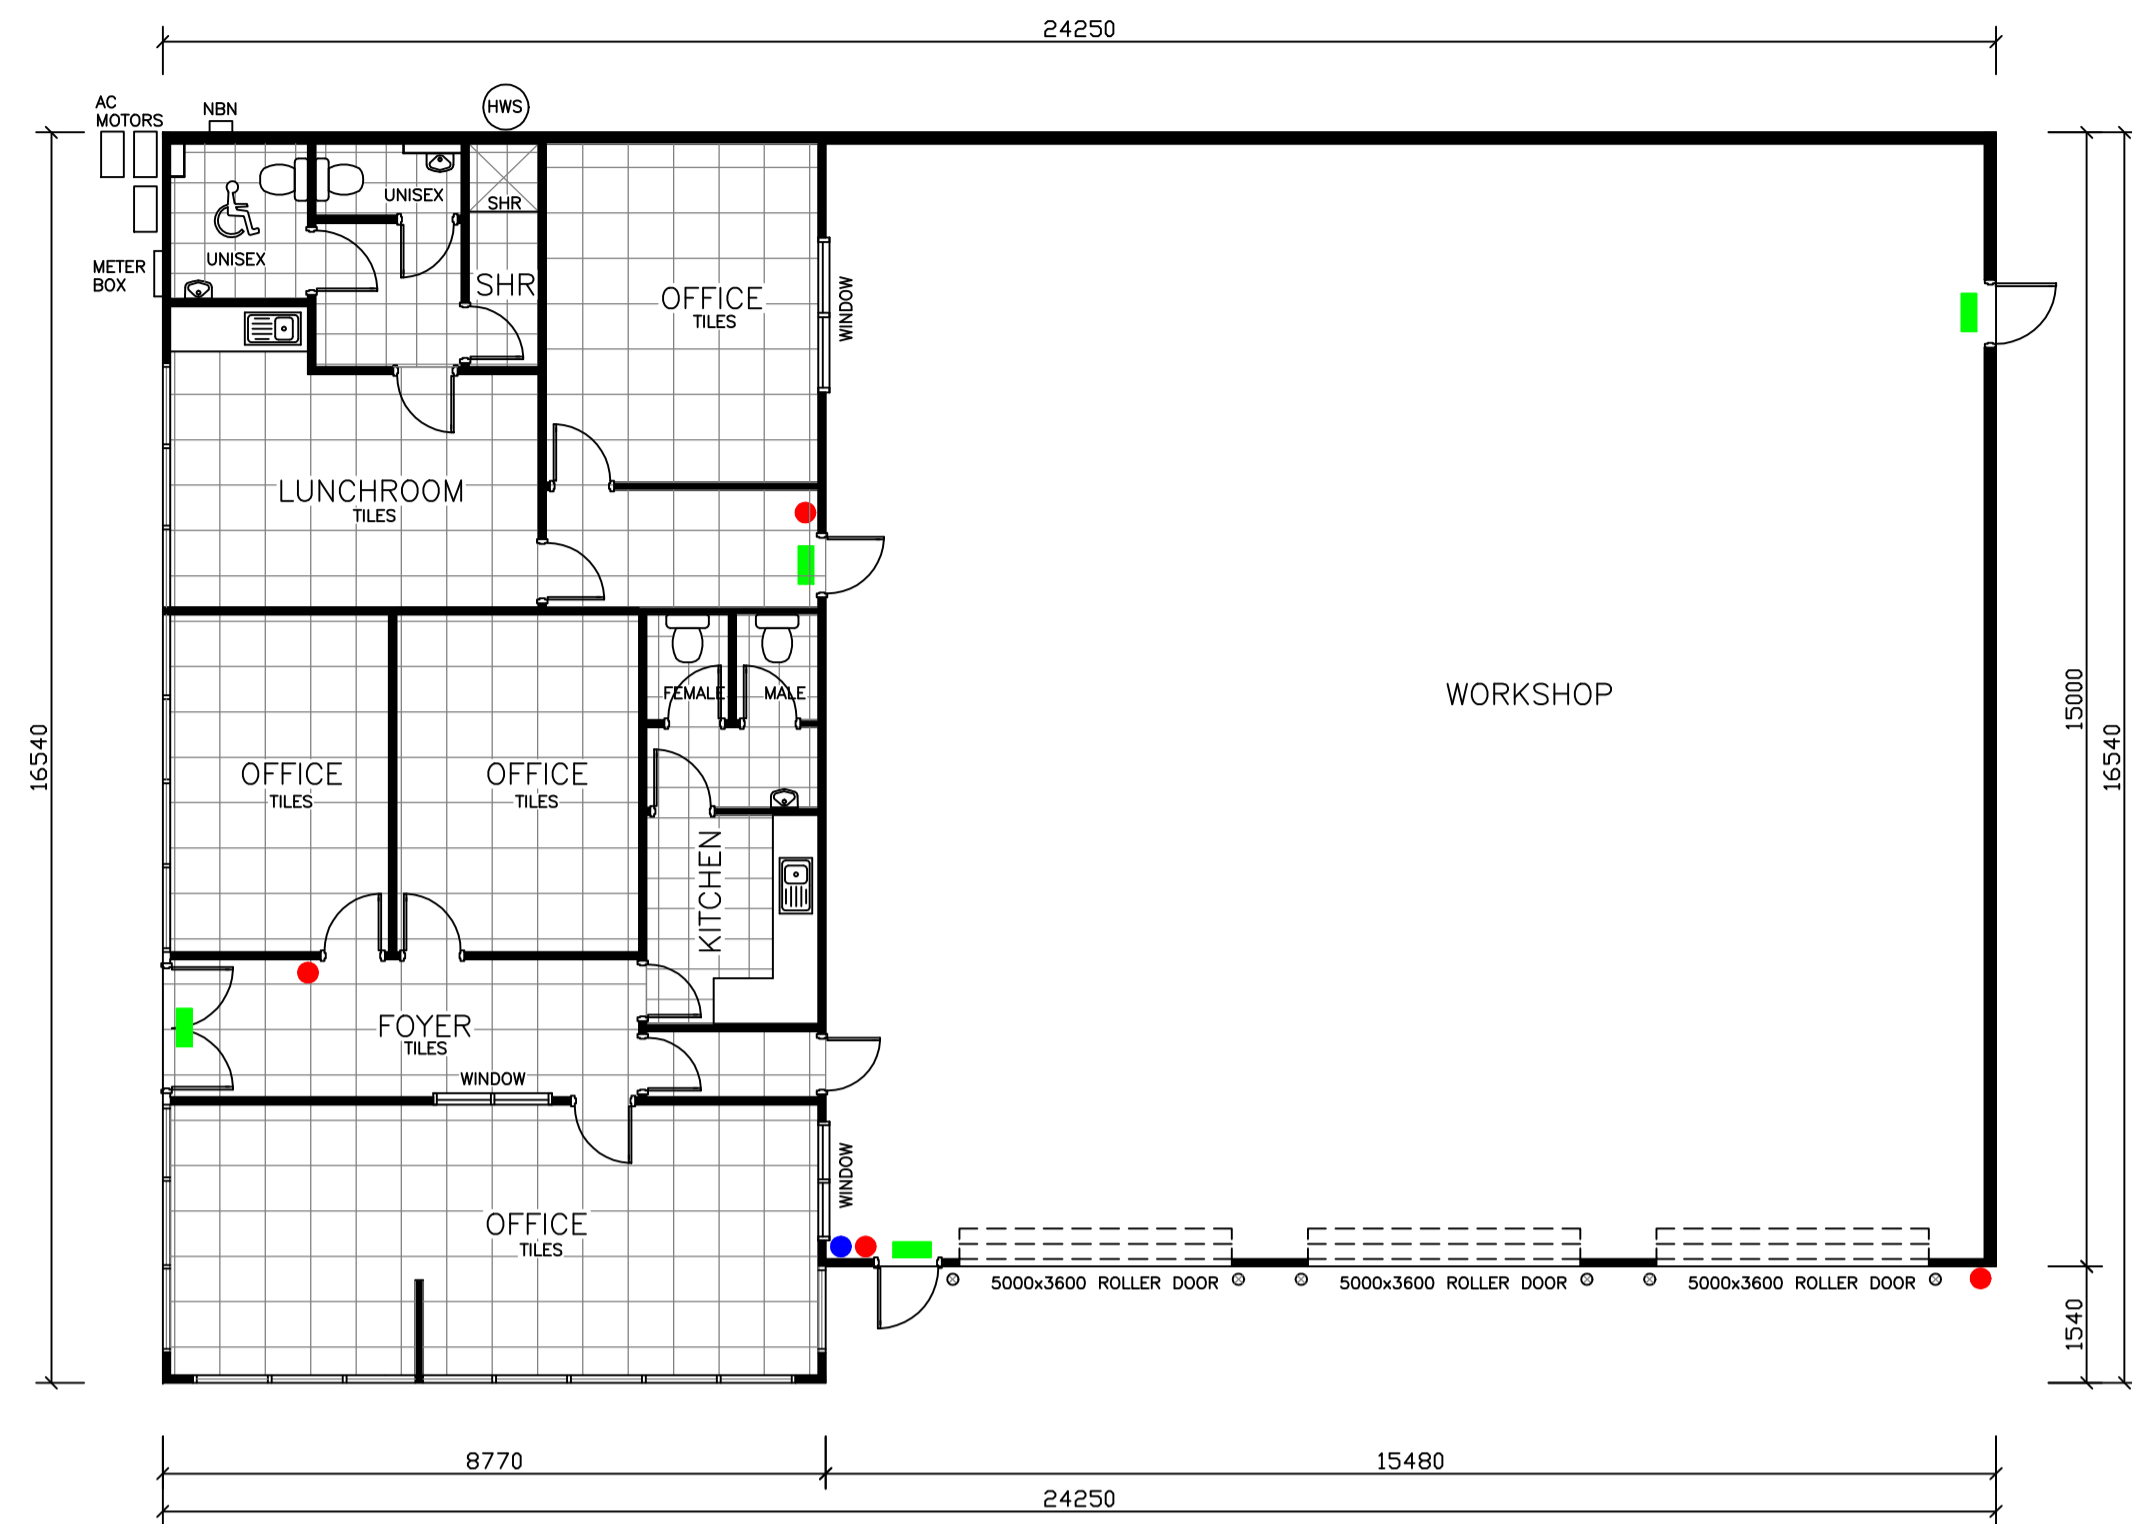 24250
AC
MOTORS
NBN
HWS
UNISEX
SHR
UNISEX
METER
BOX
SHR
OFFICE
TILES
WINDOW
LUNCHROOM
TILES
FEMALE
MALE
WORKSHOP
15000
16540
16540
OFFICE
TILES
OFFICE
TILES
KITCHEN
FOYER
TILES
WINDOW
WINDOW
OFFICE
TILES
5000x3600 ROLLER DOOR
5000x3600 ROLLER DOOR
5000x3600 ROLLER DOOR
1540
8770
15480
24250